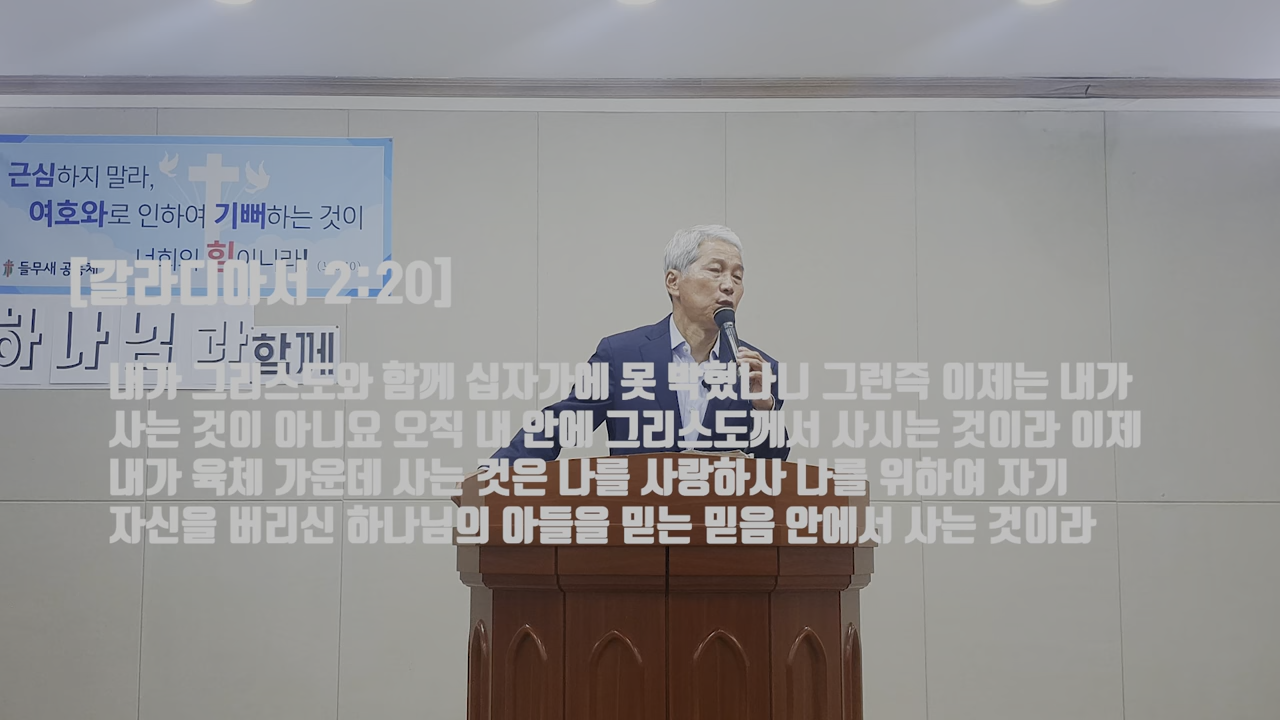 근심하지 말라,
여호와로 인하여 기뻐하는 것이
너희의 힘이니라!
들무새 공동체
[갈라디아서 2:20]
하나님과 함께
내가 그리스도와 함께 십자가에 못 박혔나니 그런즉 이제는 내가
사는 것이 아니요 오직 내 안에 그리스도께서 사시는 것이라 이제
내가 육체 가운데 사는 것은 나를 사랑하사 나를 위하여 자기
자신을 버리신 하나님의 아들을 믿는 믿음 안에서 사는 것이라